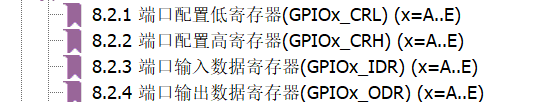 8.2.1 端口配置低寄存器(GPIOx_CRL) (x=A..E)
8.2.2 端口配置高寄存器(GPIOx_CRH) (x=A..E)
8.2.3 端口输入数据寄存器(GPIOx_IDR) (x=A..E)
8.2.4 端口输出数据寄存器(GPIOx_ODR) (x=A..E)